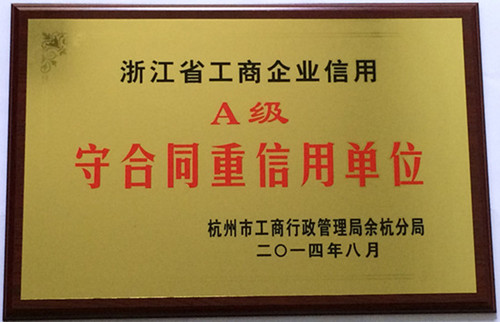 浙江省工商企业信用
A级
守合同重信用单位
杭州市工商行政管理局余杭分局
二〇一四年八月